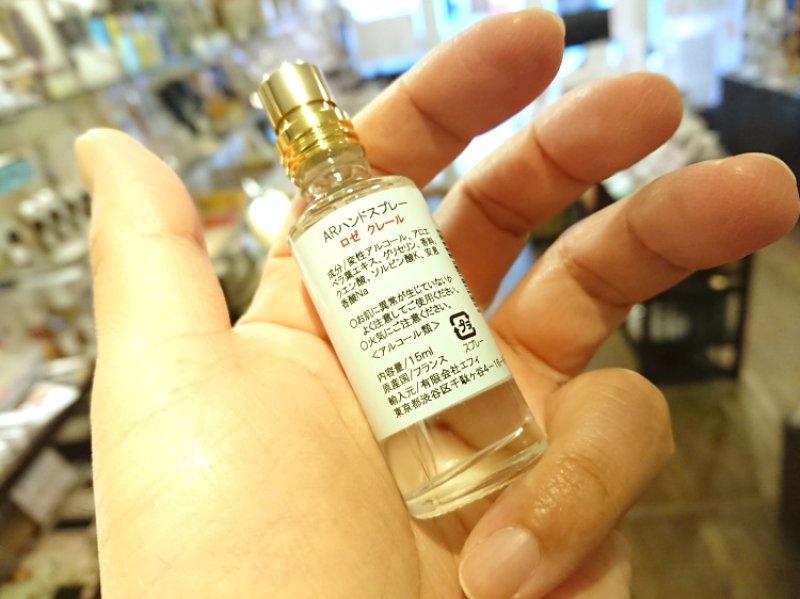 ARハンドスプレー
ロゼ クレール
成分/変性アルコール、アロエ
ベラ葉エキス、グリセリン、香料、
クエン酸、ソルビン酸K、安息
香酸Na
○お肌に異常が生じていないか
よく注意してご使用ください。
○火気にご注意ください。
<アルコール類>
内容量/15ml
原産国/フランス
輸入元/有限会社エフィ
東京都渋谷区千駄ヶ谷4-16-
プラ
スプレー